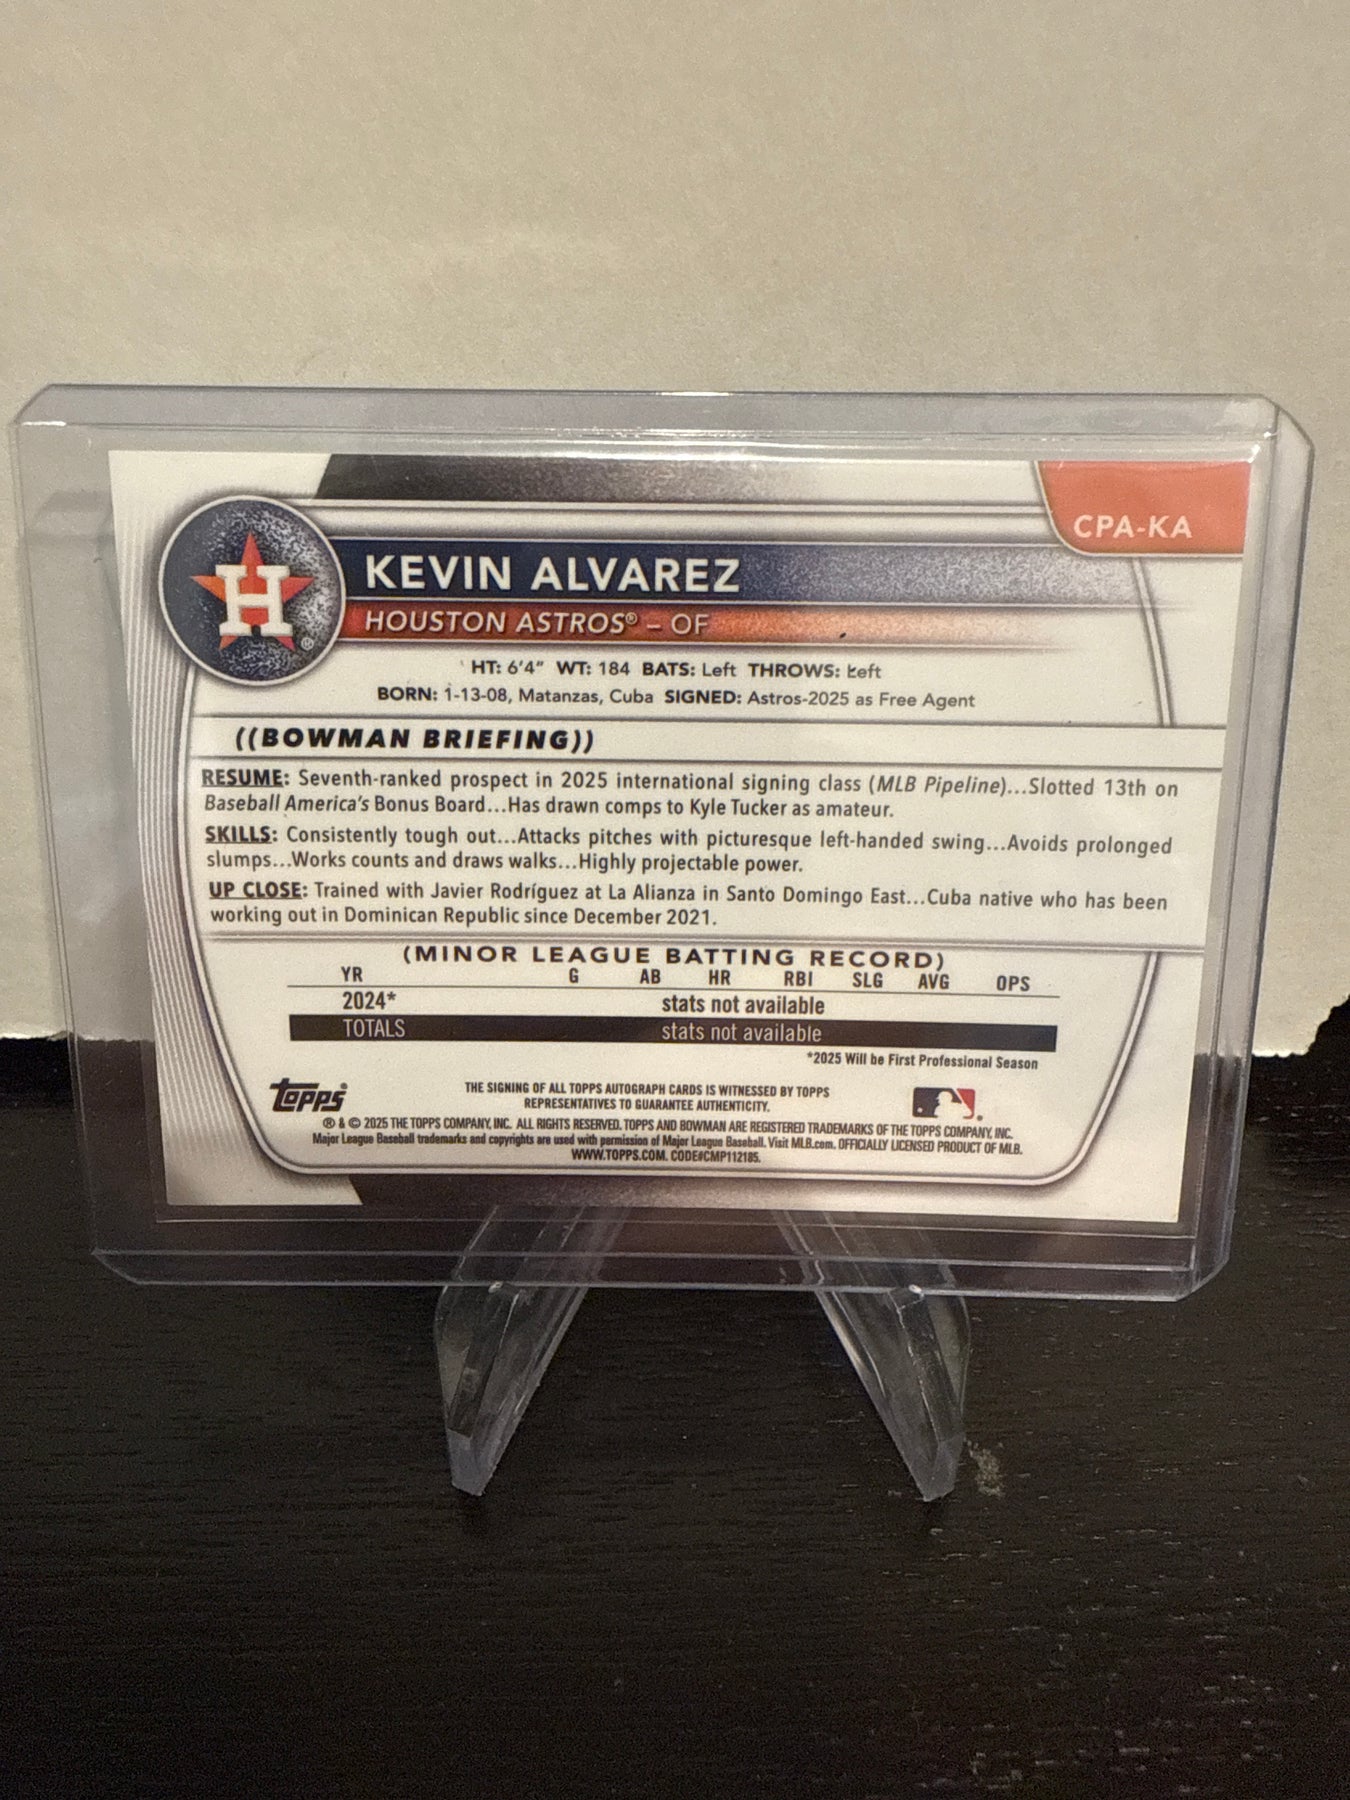 CPA-KA
H®
KEVIN ALVAREZ
HOUSTON ASTROS® – OF
HT: 6'4" WT: 184 BATS: Left THROWS: Left
BORN: 1-13-08, Matanzas, Cuba SIGNED: Astros-2025 as Free Agent
((BOWMAN BRIEFING))
RESUME: Seventh-ranked prospect in 2025 international signing class (MLB Pipeline)...Slotted 13th on
Baseball America's Bonus Board...Has drawn comps to Kyle Tucker as amateur.
SKILLS: Consistently tough out...Attacks pitches with picturesque left-handed swing...Avoids prolonged
slumps...Works counts and draws walks...Highly projectable power.
UP CLOSE: Trained with Javier Rodríguez at La Alianza in Santo Domingo East...Cuba native who has been
working out in Dominican Republic since December 2021.
(MINOR LEAGUE BATTING RECORD)
YR G AB HR RBI SLG AVG OPS
2024* stats not available
TOTALS stats not available
*2025 Will be First Professional Season
Topps®
THE SIGNING OF ALL TOPPS AUTOGRAPH CARDS IS WITNESSED BY TOPPS
REPRESENTATIVES TO GUARANTEE AUTHENTICITY.
® & © 2025 THE TOPPS COMPANY, INC. ALL RIGHTS RESERVED. TOPPS AND BOWMAN ARE REGISTERED TRADEMARKS OF THE TOPPS COMPANY, INC.
Major League Baseball trademarks and copyrights are used with permission of Major League Baseball. Visit MLB.com. OFFICIALLY LICENSED PRODUCT OF MLB.
WWW.TOPPS.COM. CODE#CMP112185.